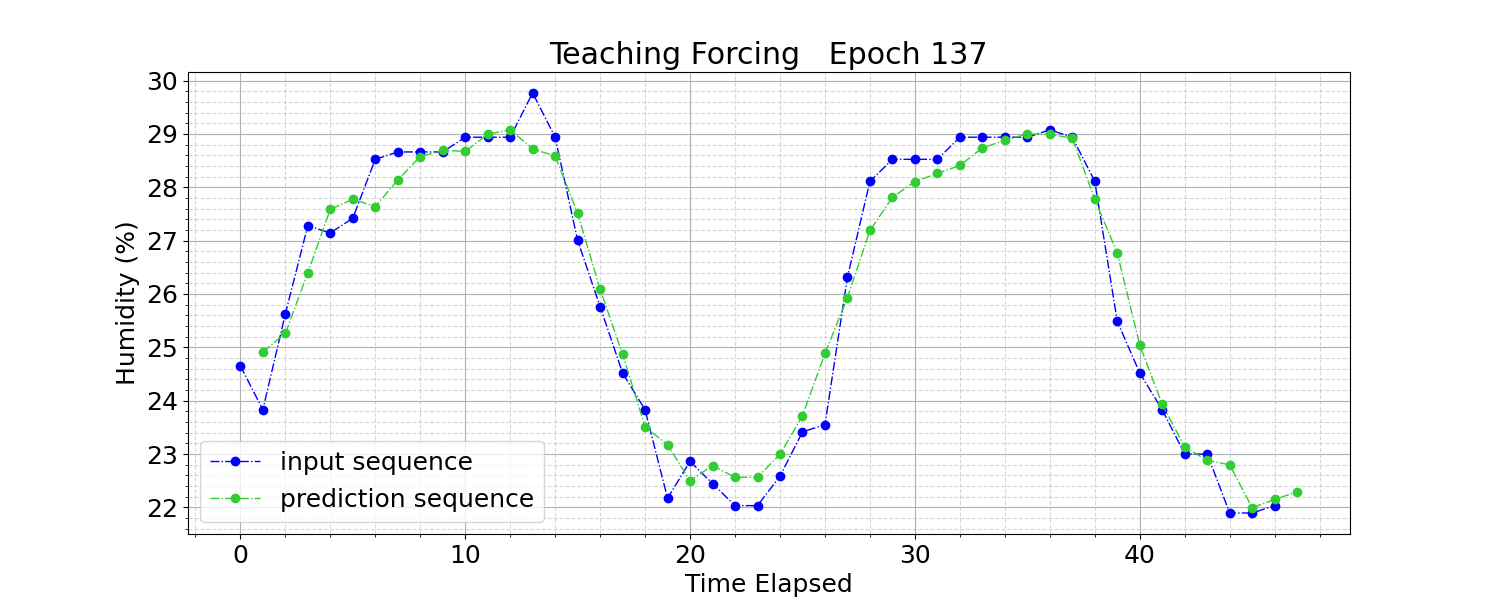 Teaching Forcing   Epoch 137
30
29
28
27
26
25
24
23
22
Humidity (%)
input sequence
prediction sequence
0 10 20 30 40
Time Elapsed